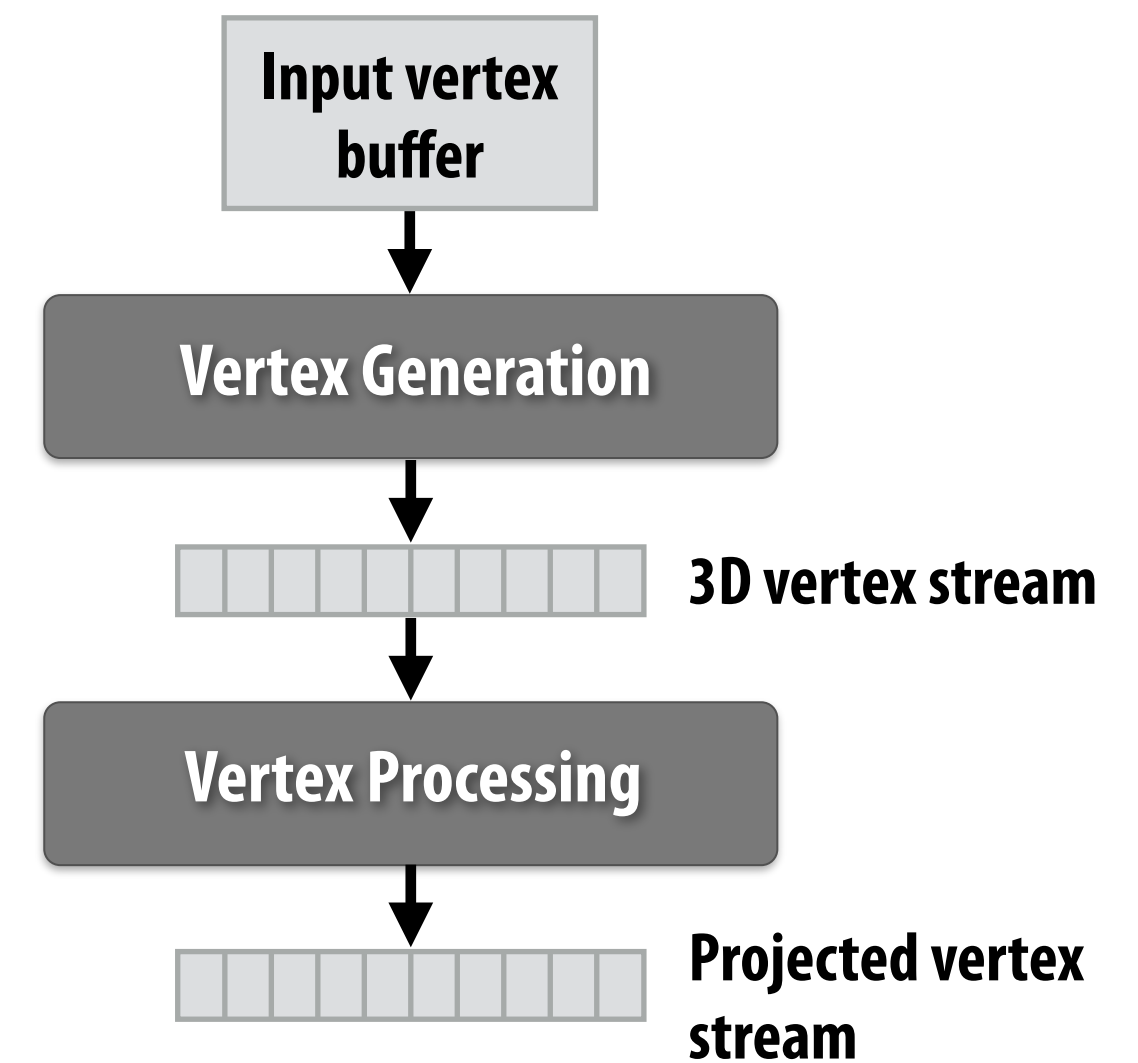 Input vertex
buffer
Vertex Generation
3D vertex stream
Vertex Processing
Projected vertex
stream